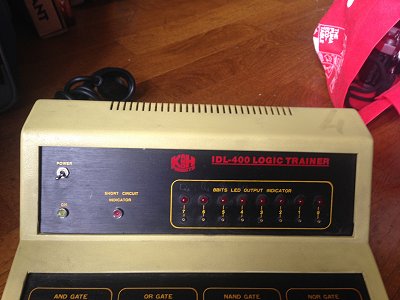 K&H
IDL-400 LOGIC TRAINER
POWER
SHORT CIRCUIT
INDICATOR
ON
8BITS LED OUTPUT INDICATOR
AND GATE
OR GATE
NAND GATE
NOR GATE